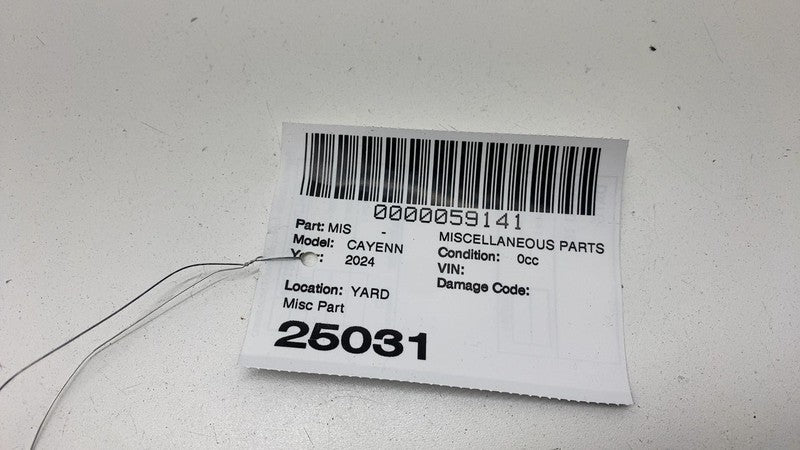 0000059141
Part: MIS - MISCELLANEOUS PARTS
Model: CAYENN Condition: 0cc
2024 VIN:
Damage Code:
Location: YARD
Misc Part
25031